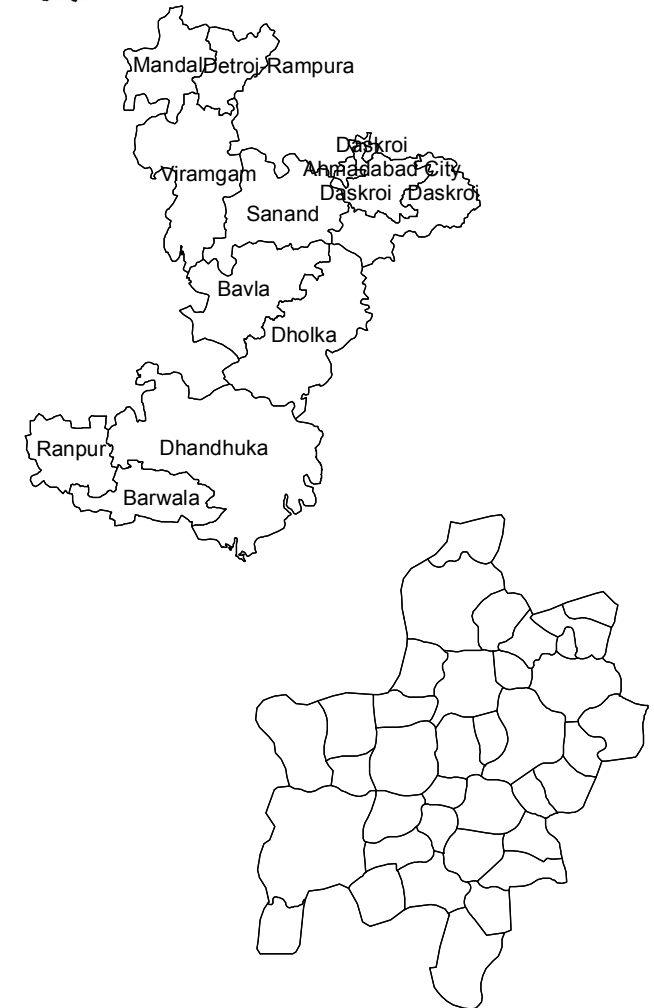 Mandal
Detroj-Rampura
Daskroi
Ahmadabad City
Viramgam
Daskroi
Daskroi
Sanand
Bavla
Dholka
Ranpur
Dhandhuka
Barwala